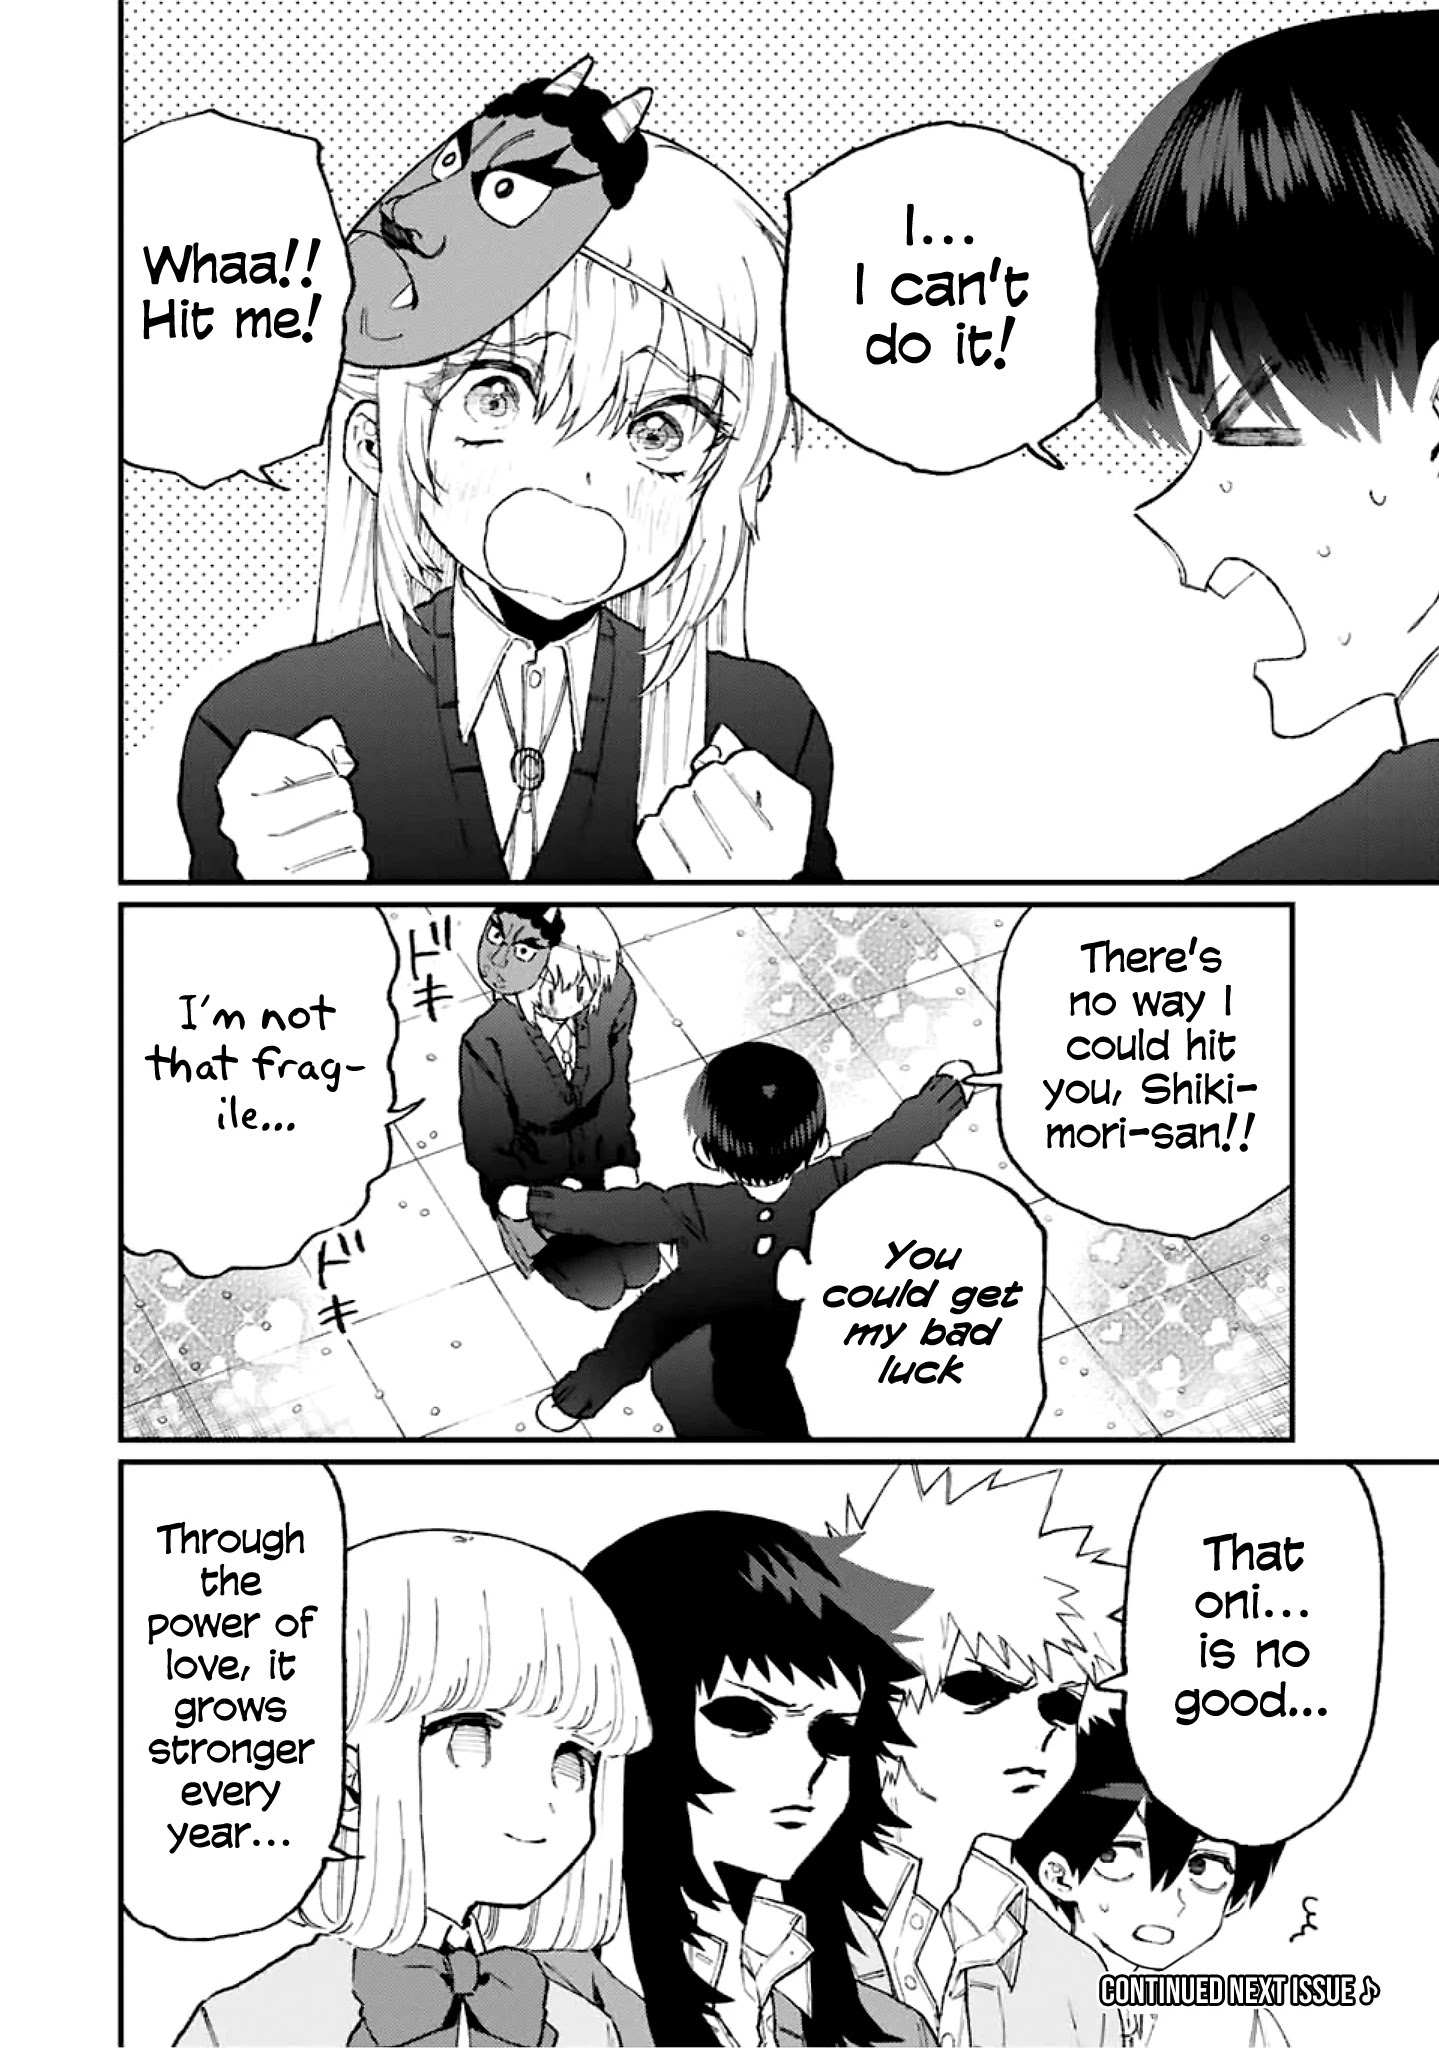 I...
I can't
do it!
Whaa!!
Hit me!
There's
no way I
could hit
you, Shiki-
mori-san!!
You
could get
my bad
luck
ドキ
I'm not
that frag-
ile...
ドキ
That
oni...
is no
good...
Through
the
power of
love, it
grows
stronger
every
year...
CONTINUED NEXT ISSUE ♪